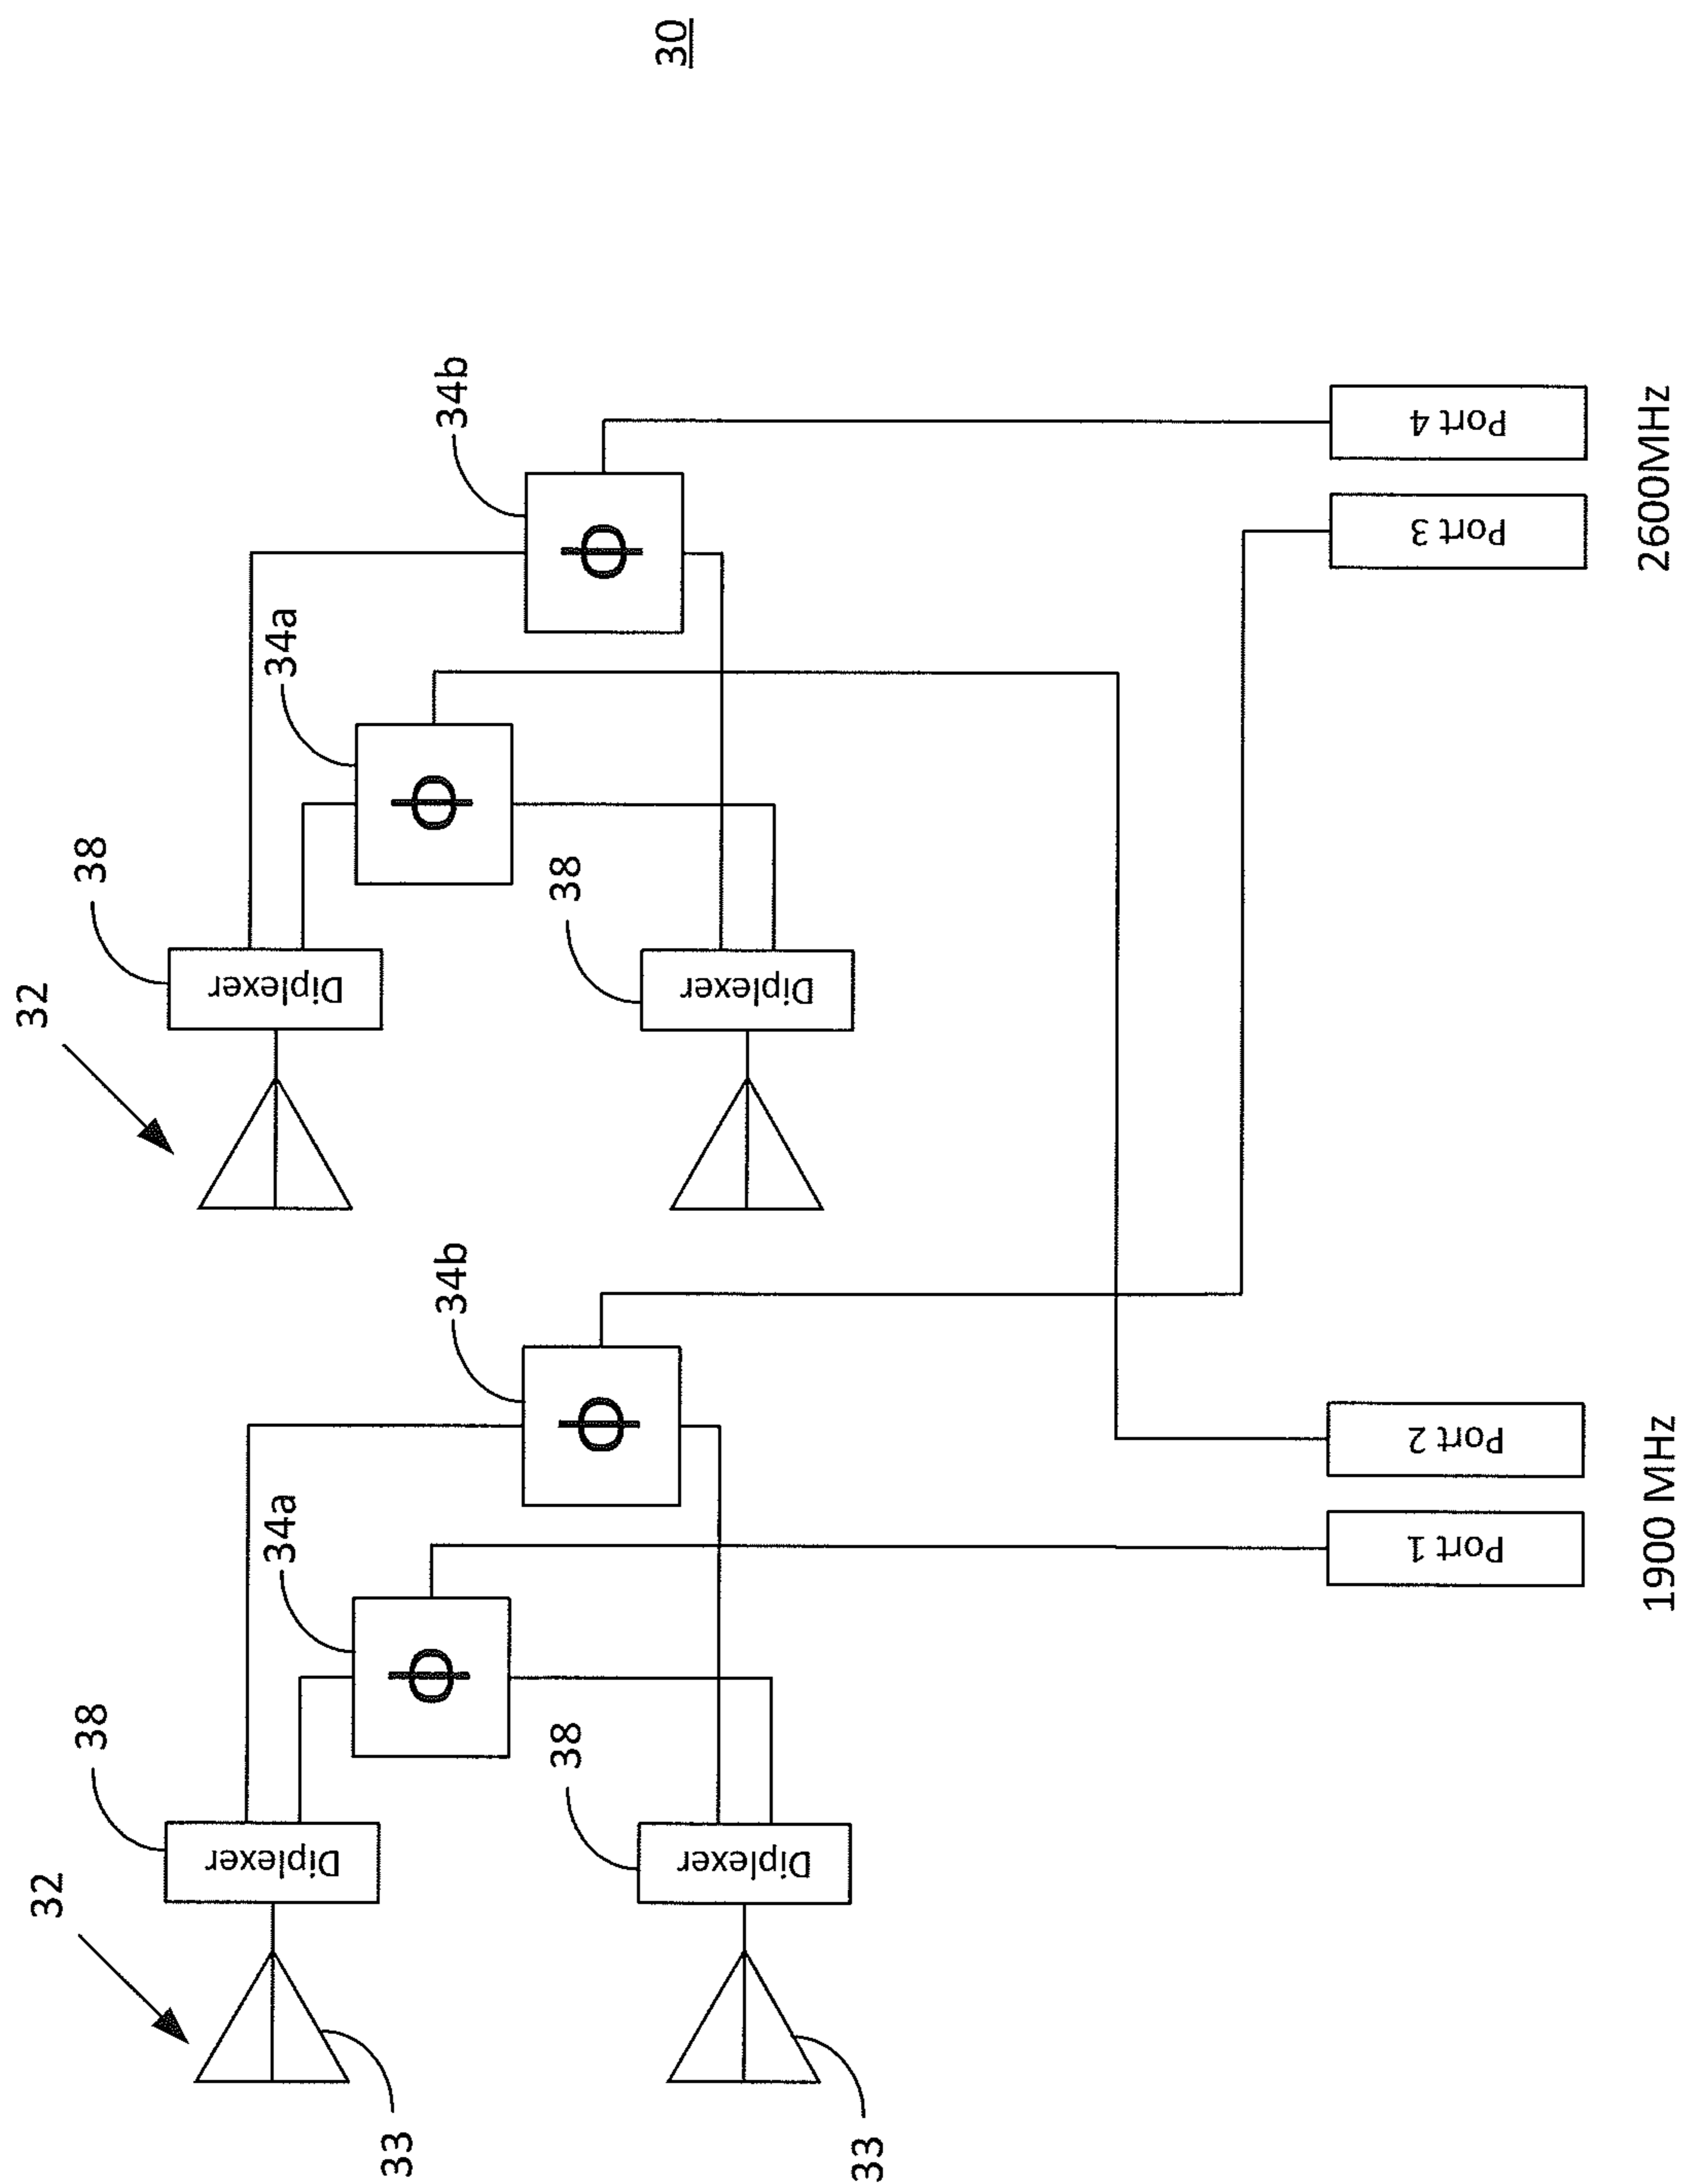 30
34b
34a
38
32
38
Diplexer
Diplexer
Φ
Φ
Port 4
Port 3
2600MHz
34b
34a
38
32
38
Diplexer
Diplexer
Φ
Φ
33
33
Port 2
Port 1
1900 MHz